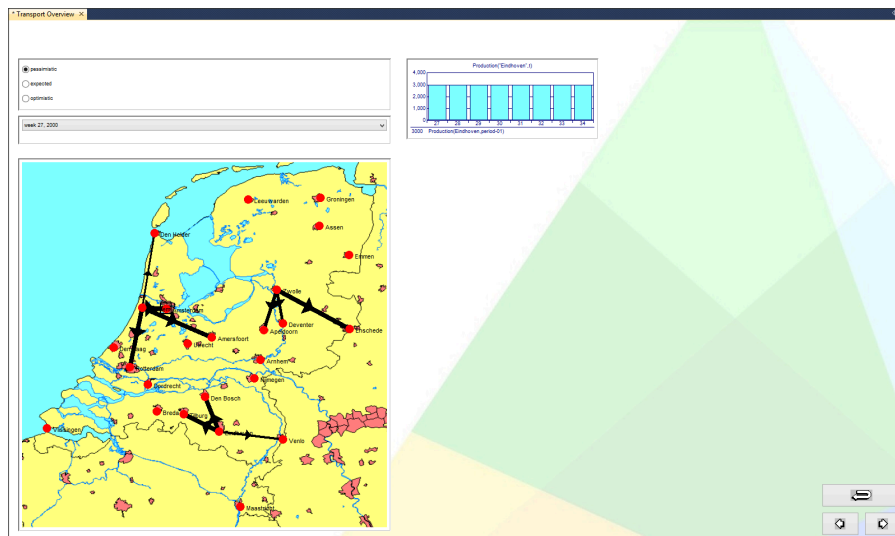 * Transport Overview ×
pessimistic
expected
optimistic
week 27, 2000
Production("Eindhoven",t)
4,000
3,000
2,000
1,000
0
27 28 29 30 31 32 33 34
3000 Production(Eindhoven,period-01)
Leeuwarden
Groningen
Assen
Den Helder
Emmen
Zwolle
Amsterdam
Deventer
Apeldoorn
Enschede
Amersfoort
Utrecht
Den Haag
Arnhem
Rotterdam
Nijmegen
Dordrecht
Den Bosch
Breda
Tilburg
Vlissingen
Eindhoven
Venlo
Maastricht